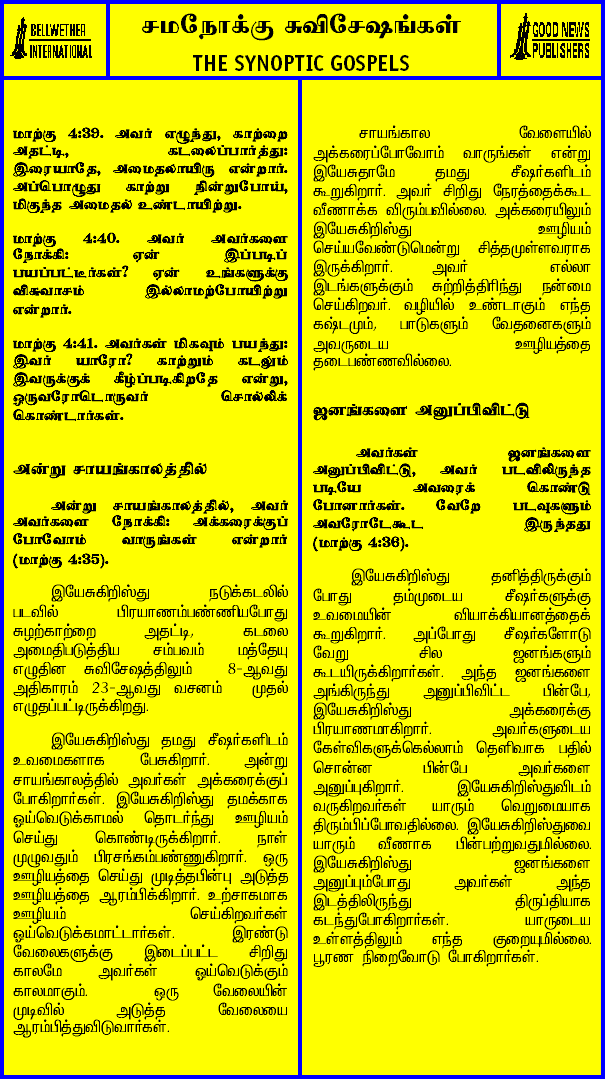 BELLWETHER
INTERNATIONAL
சமநோக்கு சுவிசேஷங்கள்
THE SYNOPTIC GOSPELS
GOOD NEWS
PUBLISHERS
மாற்கு 4:39. அவர் எழுந்து, காற்றை
அதட்டி, கடலைப்பார்த்து:
இரையாதே, அமைதலாயிரு என்றார்.
அப்பொழுது காற்று நின்றுபோய்,
மிகுந்த அமைதல் உண்டாயிற்று.
மாற்கு 4:40. அவர் அவர்களை
நோக்கி: ஏன் இப்படிப்
பயப்பட்டீர்கள்? ஏன் உங்களுக்கு
விசுவாசம் இல்லாமற்போயிற்று
என்றார்.
மாற்கு 4:41. அவர்கள் மிகவும் பயந்து:
இவர் யாரோ? காற்றும் கடலும்
இவருக்குக் கீழ்ப்படிகிறதே என்று,
ஒருவரோடொருவர் சொல்லிக்
கொண்டார்கள்.
அன்று சாயங்காலத்தில்
அன்று சாயங்காலத்தில், அவர்
அவர்களை நோக்கி: அக்கரைக்குப்
போவோம் வாருங்கள் என்றார்
(மாற்கு 4:35).
இயேசுகிறிஸ்து நடுக்கடலில்
படவில் பிரயாணம்பண்ணியபோது
சுழற்காற்றை அதட்டி, கடலை
அமைதிபடுத்திய சம்பவம் மத்தேயு
எழுதின சுவிசேஷத்திலும் 8-ஆவது
அதிகாரம் 23-ஆவது வசனம் முதல்
எழுதப்பட்டிருக்கிறது.
இயேசுகிறிஸ்து தமது சீஷர்களிடம்
உவமைகளாக பேசுகிறார். அன்று
சாயங்காலத்தில் அவர்கள் அக்கரைக்குப்
போகிறார்கள். இயேசுகிறிஸ்து தமக்காக
ஓய்வெடுக்காமல் தொடர்ந்து ஊழியம்
செய்து கொண்டிருக்கிறார். நாள்
முழுவதும் பிரசங்கம்பண்ணுகிறார். ஒரு
ஊழியத்தை செய்து முடித்தபின்பு அடுத்த
ஊழியத்தை ஆரம்பிக்கிறார். உற்சாகமாக
ஊழியம் செய்கிறவர்கள்
ஓய்வெடுக்கமாட்டார்கள். இரண்டு
வேலைகளுக்கு இடைப்பட்ட சிறிது
காலமே அவர்கள் ஓய்வெடுக்கும்
காலமாகும். ஒரு வேலையின்
முடிவில் அடுத்த வேலையை
ஆரம்பித்துவிடுவார்கள்.
சாயங்கால வேளையில்
அக்கரைப்போவோம் வாருங்கள் என்று
இயேசுதாமே தமது சீஷர்களிடம்
கூறுகிறார். அவர் சிறிது நேரத்தைக்கூட
வீணாக்க விரும்பவில்லை. அக்கரையிலும்
இயேசுகிறிஸ்து ஊழியம்
செய்யவேண்டுமென்று சித்தமுள்ளவராக
இருக்கிறார். அவர் எல்லா
இடங்களுக்கும் சுற்றித்திரிந்து நன்மை
செய்கிறவர். வழியில் உண்டாகும் எந்த
கஷ்டமும், பாடுகளும் வேதனைகளும்
அவருடைய ஊழியத்தை
தடைபண்ணவில்லை.
ஜனங்களை அனுப்பிவிட்டு
அவர்கள் ஜனங்களை
அனுப்பிவிட்டு, அவர் படவிலிருந்த
படியே அவரைக் கொண்டு
போனார்கள். வேறே படவுகளும்
அவரோடேகூட இருந்தது
(மாற்கு 4:36).
இயேசுகிறிஸ்து தனித்திருக்கும்
போது தம்முடைய சீஷர்களுக்கு
உவமையின் வியாக்கியானத்தைக்
கூறுகிறார். அப்போது சீஷர்களோடு
வேறு சில ஜனங்களும்
கூடயிருக்கிறார்கள். அந்த ஜனங்களை
அங்கிருந்து அனுப்பிவிட்ட பின்பே,
இயேசுகிறிஸ்து அக்கரைக்கு
பிரயாணமாகிறார். அவர்களுடைய
கேள்விகளுக்கெல்லாம் தெளிவாக பதில்
சொன்ன பின்பே அவர்களை
அனுப்புகிறார். இயேசுகிறிஸ்துவிடம்
வருகிறவர்கள் யாரும் வெறுமையாக
திரும்பிப்போவதில்லை. இயேசுகிறிஸ்துவை
யாரும் வீணாக பின்பற்றுவதுமில்லை.
இயேசுகிறிஸ்து ஜனங்களை
அனுப்பும்போது அவர்கள் அந்த
இடத்திலிருந்து திருப்தியாக
கடந்துபோகிறார்கள். யாருடைய
உள்ளத்திலும் எந்த குறையுமில்லை.
பூரண நிறைவோடு போகிறார்கள்.